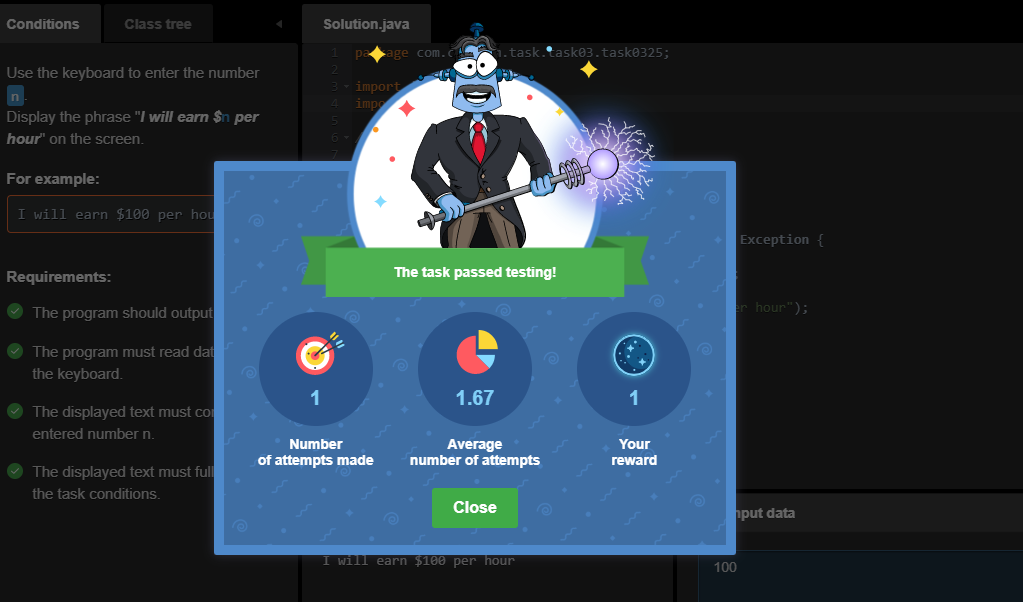 Conditions
Class tree
Solution.java
Use the keyboard to enter the number
n.
Display the phrase "I will earn $n per
hour" on the screen.
For example:
I will earn $100 per hou
Requirements:
The program should output
The program must read dat
the keyboard.
The displayed text must con
entered number n.
The displayed text must full
the task conditions.
1
2
3
4
5
6
7
package com.c
.task.task03.task0325;
import
impo
Exception {
;
er hour");
The task passed testing!
1
1.67
1
Number
of attempts made
Average
number of attempts
Your
reward
Close
nput data
I will earn $100 per hour
100